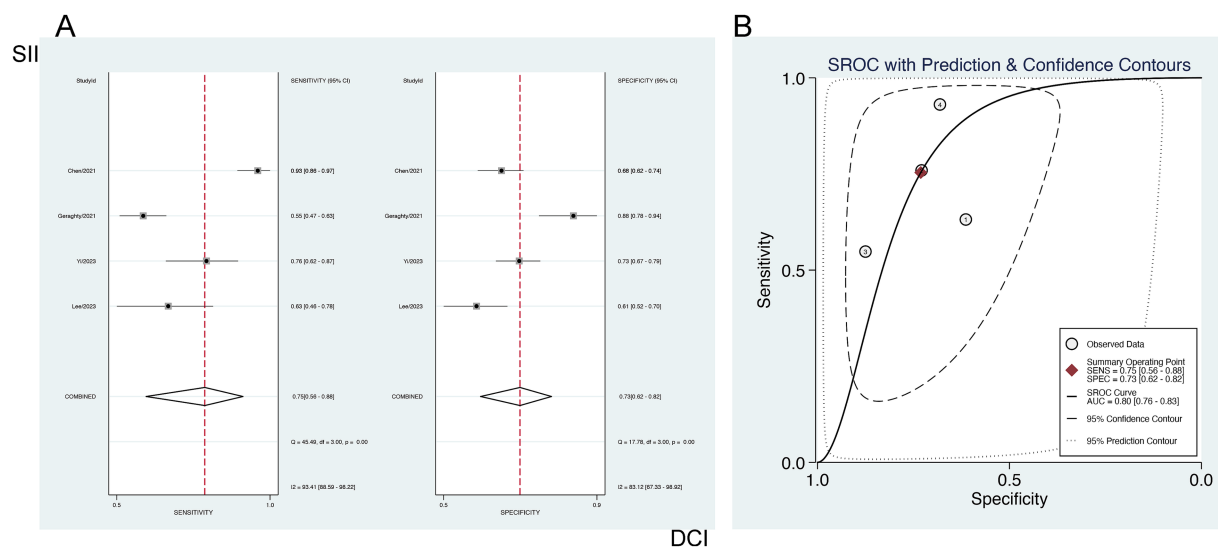 A
SII
StudyId
SENSITIVITY (95% CI)
Chen/2021
0.93 [0.86 - 0.97]
Geraghty/2021
0.55 [0.47 - 0.63]
Yi/2023
0.76 [0.62 - 0.87]
Lee/2023
0.63 [0.46 - 0.78]
COMBINED
0.75[0.56 - 0.88]
Q = 45.49, df = 3.00, p = 0.00
I2 = 93.41 [88.59 - 98.22]
0.5
1.0
SENSITIVITY
StudyId
SPECIFICITY (95% CI)
Chen/2021
0.68 [0.62 - 0.74]
Geraghty/2021
0.88 [0.78 - 0.94]
Yi/2023
0.73 [0.67 - 0.79]
Lee/2023
0.61 [0.52 - 0.70]
COMBINED
0.73[0.62 - 0.82]
Q = 17.78, df = 3.00, p = 0.00
I2 = 83.12 [67.33 - 98.92]
0.5
0.9
SPECIFICITY
DCI
B
SROC with Prediction & Confidence Contours
1.0
0.5
0.0
Sensitivity
4
1
3
Observed Data
Summary Operating Point
SENS = 0.75 [0.56 - 0.88]
SPEC = 0.73 [0.62 - 0.82]
SROC Curve
AUC = 0.80 [0.76 - 0.83]
95% Confidence Contour
95% Prediction Contour
1.0
0.5
0.0
Specificity